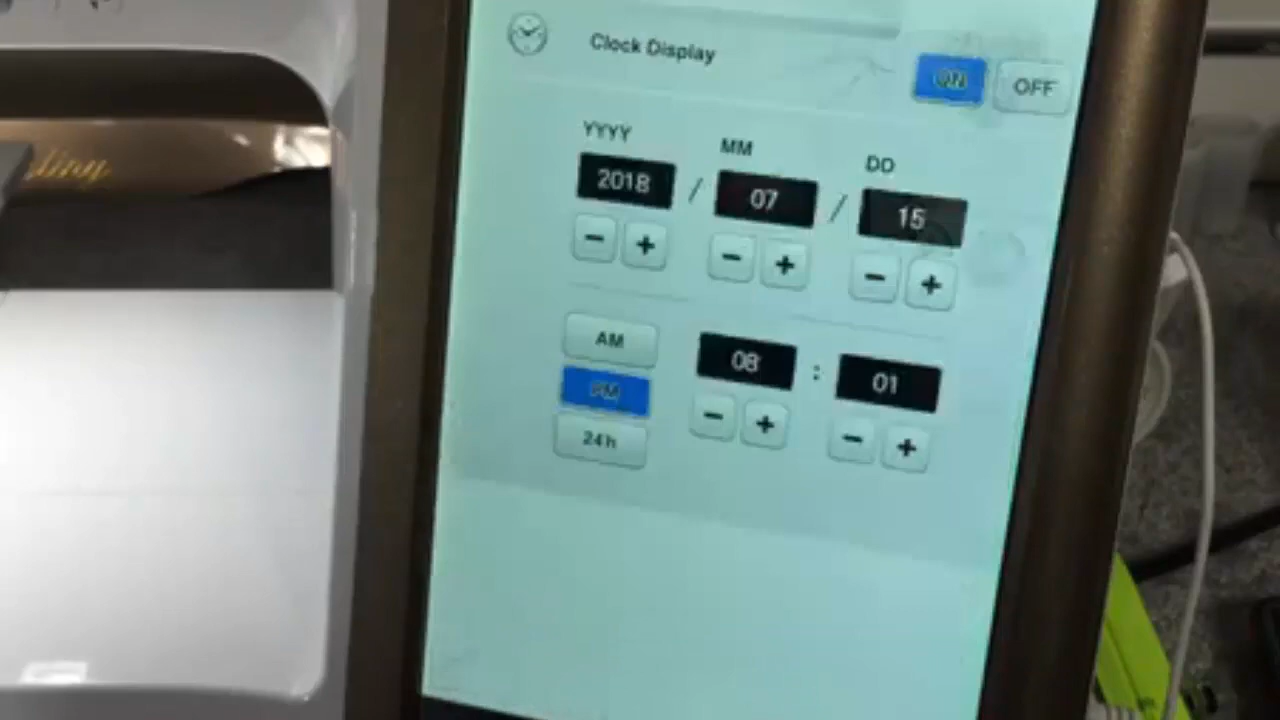 Clock Display
ON OFF
YYYY MM DD
2018 / 07 / 15
- + - + - +
AM
08 : 01
PM
- + - +
24h